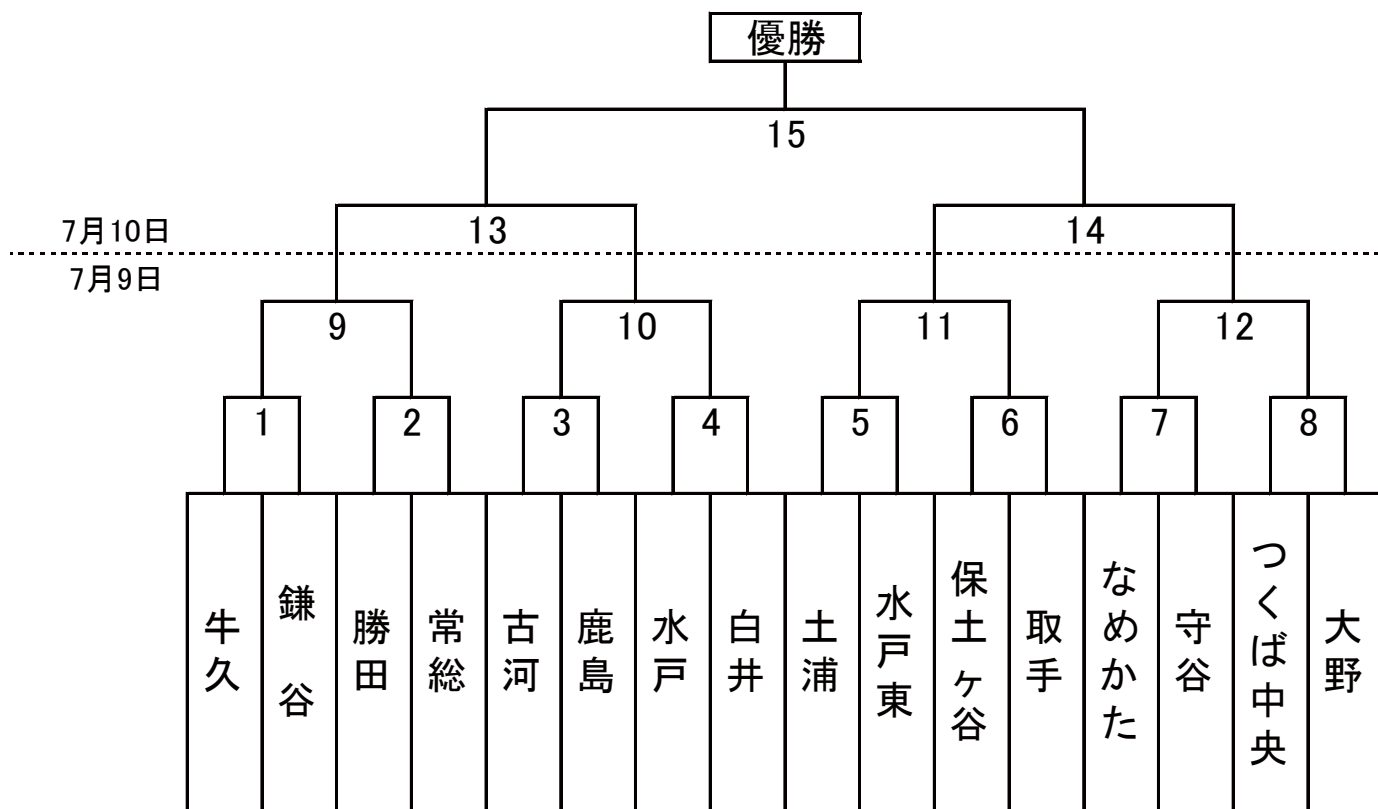 優勝
15
7月10日
13
14
7月9日
9
10
11
12
1
2
3
4
5
6
7
8
牛久
鎌谷
勝田
常総
古河
鹿島
水戸
白井
土浦
水戸東
保土ヶ谷
取手
なめかた
守谷
つくば中央
大野